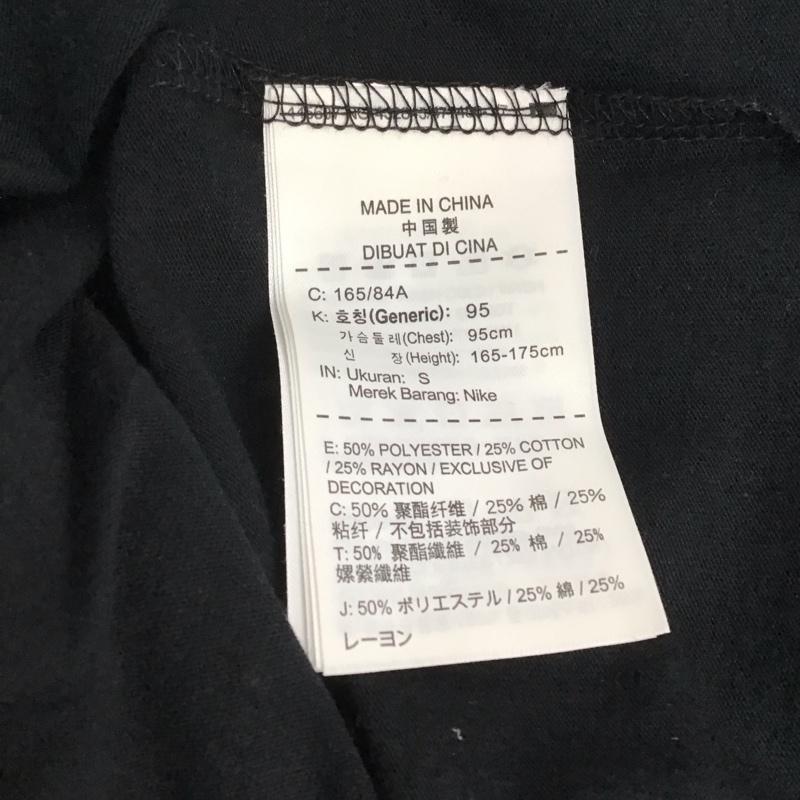 MADE IN CHINA
中国製
DIBUAT DI CINA
C: 165/84A
K: 호칭(Generic): 95
가슴둘레(Chest): 95cm
신 장(Height): 165-175cm
IN: Ukuran: S
Merek Barang: Nike
E: 50% POLYESTER / 25% COTTON
/ 25% RAYON / EXCLUSIVE OF
DECORATION
C: 50% 聚酯纤维 / 25% 棉 / 25%
粘纤 / 不包括装饰部分
T: 50% 聚酯纖維 / 25% 棉 / 25%
嫘縈纖維
J: 50% ポリエステル / 25% 綿 / 25%
レーヨン